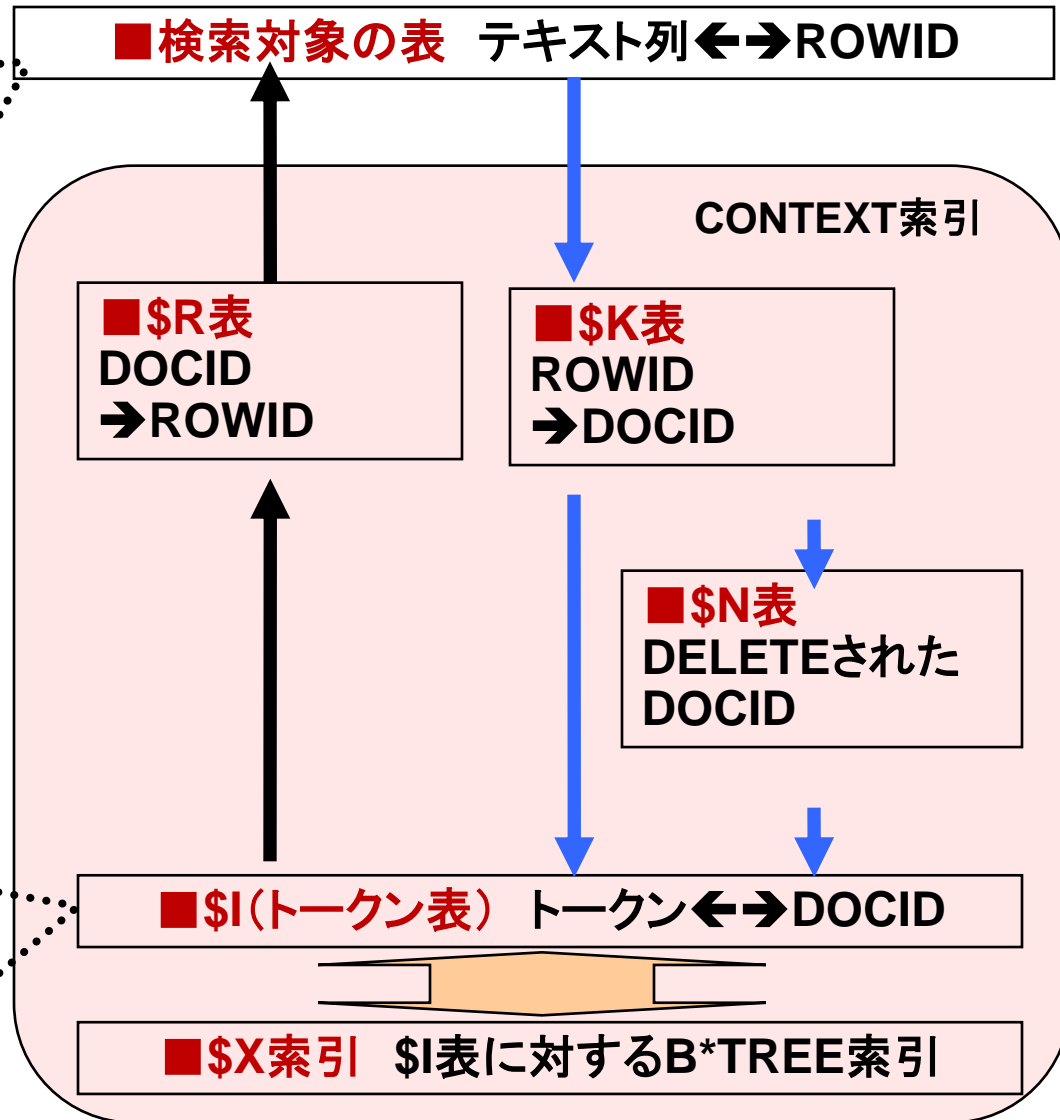 ■検索対象の表 テキスト列←→ROWID
CONTEXT索引
■$R表
DOCID
→ROWID
■$K表
ROWID
→DOCID
■$N表
DELETEされた
DOCID
■$I(トークン表) トークン←→DOCID
■$X索引 $I表に対するB*TREE索引